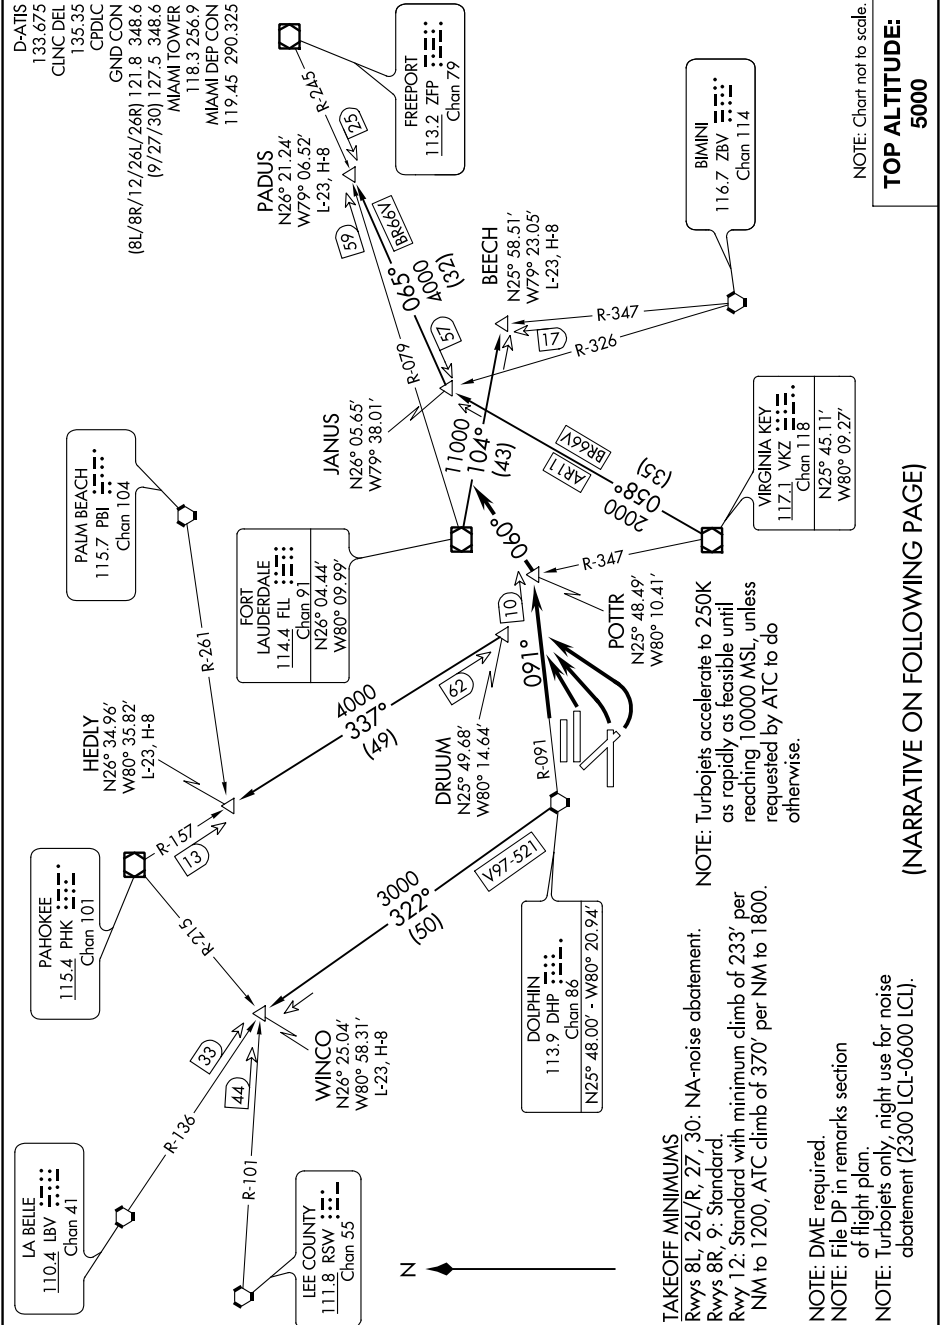 D-ATIS
133.675
CLNC DEL
135.35
CPDLC
GND CON
(8L/8R/12/26L/26R) 121.8 348.6
(9/27/30) 127.5 348.6
MIAMI TOWER
118.3 256.9
MIAMI DEP CON
119.45 290.325
NOTE: Chart not to scale.
TOP ALTITUDE:
5000
FREEPORT
113.2 ZFP
Chan 79
R-245
25
PADUS
N26° 21.24'
W79° 06.52'
L-23, H-8
59
BR66V
065°
4000
(32)
R-079
57
BIMINI
116.7 ZBV
Chan 114
BEECH
N25° 58.51'
W79° 23.05'
L-23, H-8
R-347
R-326
17
JANUS
N26° 05.65'
W79° 38.01'
11000
104°
(43)
BR66V
AR11
2000
058°
(35)
VIRGINIA KEY
117.1 VKZ
Chan 118
N25° 45.11'
W80° 09.27'
R-347
PALM BEACH
115.7 PBI
Chan 104
R-261
FORT
LAUDERDALE
114.4 FLL
Chan 91
N26° 04.44'
W80° 09.99'
060°
POTTR
N25° 48.49'
W80° 10.41'
10
091°
R-091
DRUUM
N25° 49.68'
W80° 14.64'
62
4000
337°
(49)
HEDLY
N26° 34.96'
W80° 35.82'
L-23, H-8
R-157
13
PAHOKEE
115.4 PHK
Chan 101
R-215
3000
322°
(50)
V97-521
DOLPHIN
113.9 DHP
Chan 86
N25° 48.00' - W80° 20.94'
WINCO
N26° 25.04'
W80° 58.31'
L-23, H-8
33
44
R-136
R-101
LA BELLE
110.4 LBV
Chan 41
LEE COUNTY
111.8 RSW
Chan 55
N
TAKEOFF MINIMUMS
Rwys 8L, 26L/R, 27, 30: NA-noise abatement.
Rwys 8R, 9: Standard.
Rwy 12: Standard with minimum climb of 233' per
NM to 1200, ATC climb of 370' per NM to 1800.
NOTE: DME required.
NOTE: File DP in remarks section
of flight plan.
NOTE: Turbojets only, night use for noise
abatement (2300 LCL-0600 LCL).
NOTE: Turbojets accelerate to 250K
as rapidly as feasible until
reaching 10000 MSL, unless
requested by ATC to do
otherwise.
(NARRATIVE ON FOLLOWING PAGE)